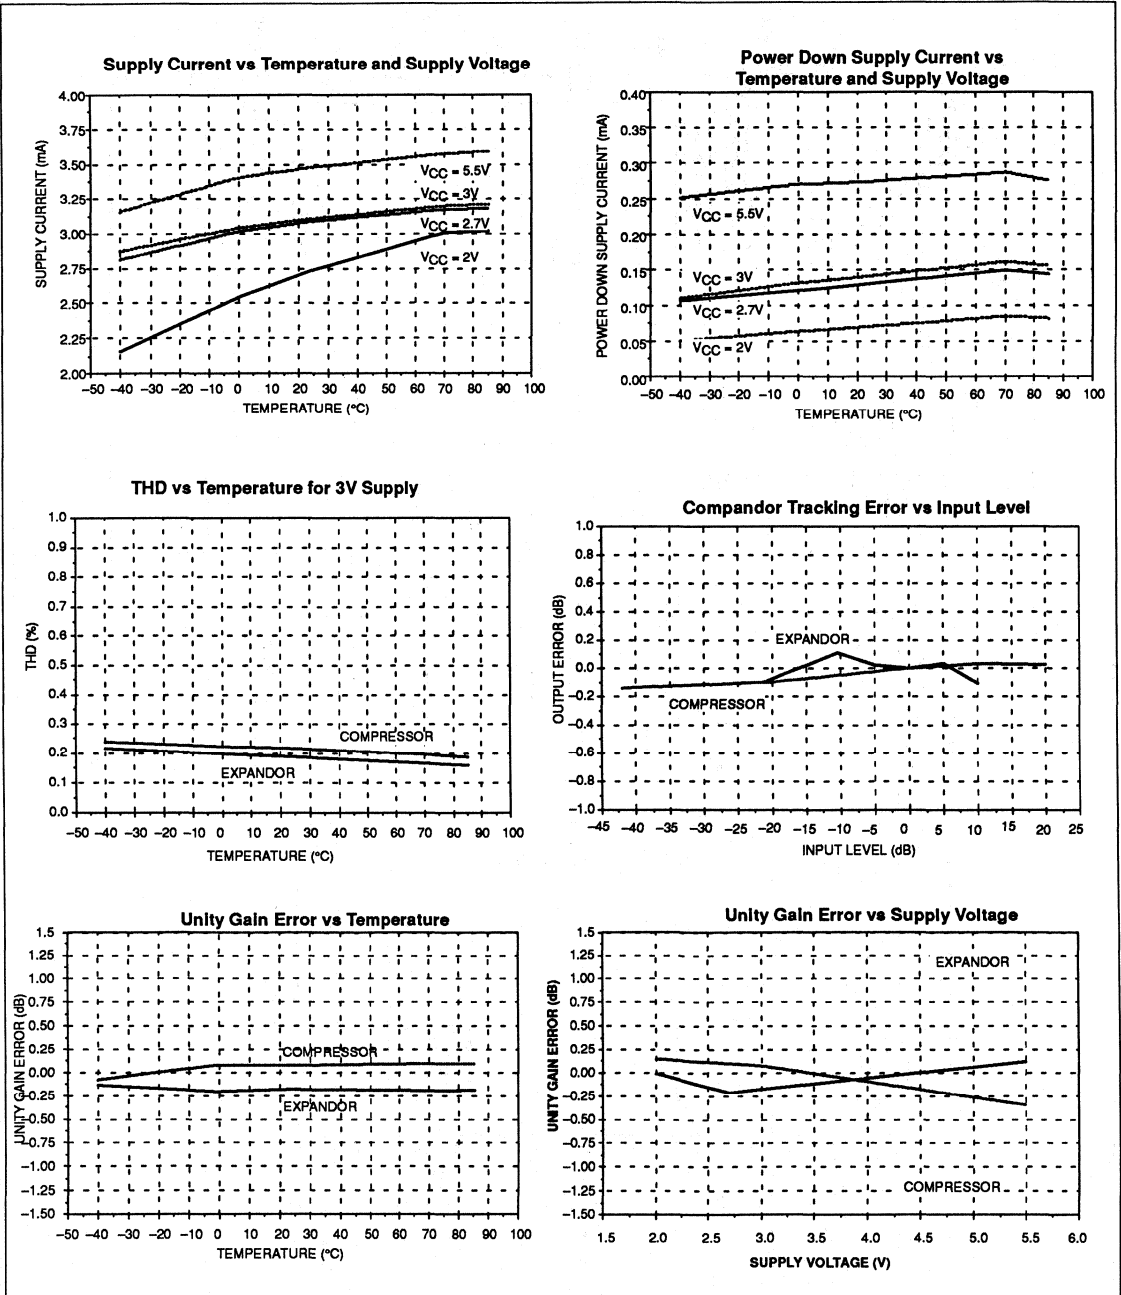 Supply Current vs Temperature and Supply Voltage
4.00
3.75
3.50
3.25
3.00
2.75
2.50
2.25
2.00
SUPPLY CURRENT (mA)
VCC = 5.5V
VCC = 3V
VCC = 2.7V
VCC = 2V
–50 –40 –30 –20 –10 0 10 20 30 40 50 60 70 80 90 100
TEMPERATURE (°C)
Power Down Supply Current vs
Temperature and Supply Voltage
0.40
0.35
0.30
0.25
0.20
0.15
0.10
0.05
0.00
POWER DOWN SUPPLY CURRENT (mA)
VCC = 5.5V
VCC = 3V
VCC = 2.7V
VCC = 2V
–50 –40 –30 –20 –10 0 10 20 30 40 50 60 70 80 90 100
TEMPERATURE (°C)
THD vs Temperature for 3V Supply
1.0
0.9
0.8
0.7
0.6
0.5
0.4
0.3
0.2
0.1
0.0
THD (%)
COMPRESSOR
EXPANDOR
–50 –40 –30 –20 –10 0 10 20 30 40 50 60 70 80 90 100
TEMPERATURE (°C)
Compandor Tracking Error vs Input Level
1.0
0.8
0.6
0.4
0.2
0.0
–0.2
–0.4
–0.6
–0.8
–1.0
OUTPUT ERROR (dB)
EXPANDOR
COMPRESSOR
–45 –40 –35 –30 –25 –20 –15 –10 –5 0 5 10 15 20 25
INPUT LEVEL (dB)
Unity Gain Error vs Temperature
1.5
1.25
1.00
0.75
0.50
0.25
0.00
–0.25
–0.50
–0.75
–1.00
–1.25
–1.50
UNITY GAIN ERROR (dB)
COMPRESSOR
EXPANDOR
–50 –40 –30 –20 –10 0 10 20 30 40 50 60 70 80 90 100
TEMPERATURE (°C)
Unity Gain Error vs Supply Voltage
1.5
1.25
1.00
0.75
0.50
0.25
0.00
–0.25
–0.50
–0.75
–1.00
–1.25
–1.50
UNITY GAIN ERROR (dB)
EXPANDOR
COMPRESSOR
1.5 2.0 2.5 3.0 3.5 4.0 4.5 5.0 5.5 6.0
SUPPLY VOLTAGE (V)